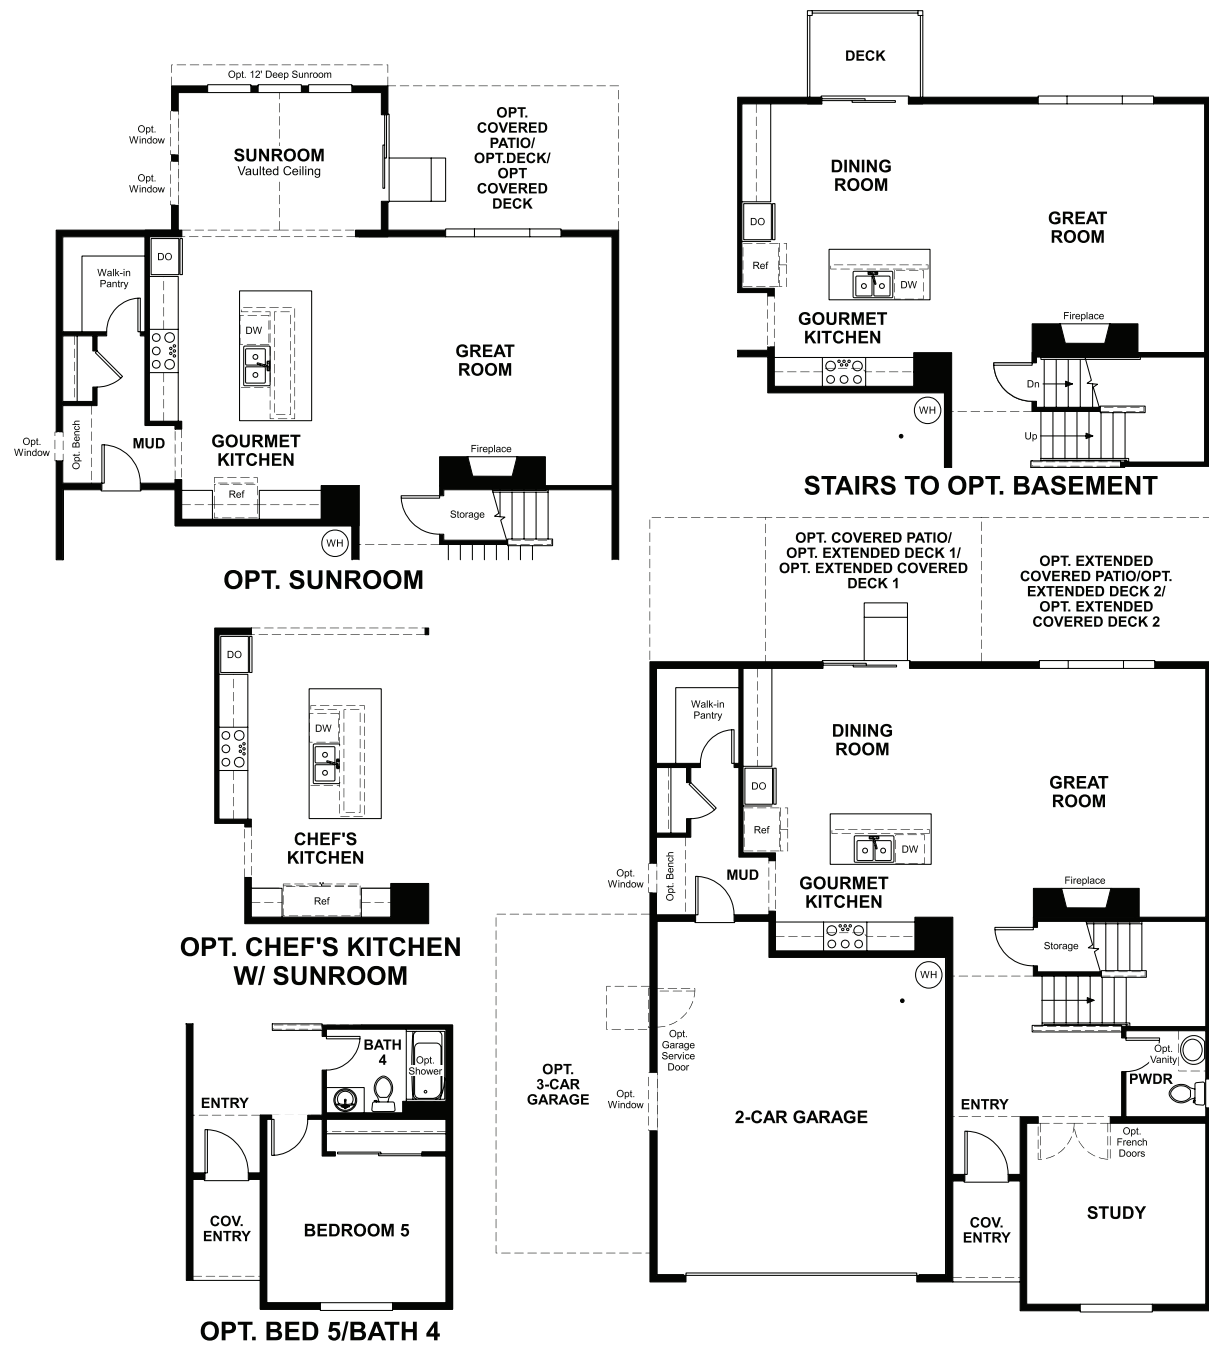 Opt. 12' Deep Sunroom
Opt.
Window
Opt.
Window
SUNROOM
Vaulted Ceiling
OPT.
COVERED
PATIO/
OPT.DECK/
OPT
COVERED
DECK
DO
Walk-in
Pantry
DW
GREAT
ROOM
Opt.
Window
Opt. Bench
MUD
GOURMET
KITCHEN
Fireplace
Ref
Storage
WH
OPT. SUNROOM
DECK
DINING
ROOM
DO
GREAT
ROOM
Ref
DW
GOURMET
KITCHEN
Fireplace
Dn
WH
Up
STAIRS TO OPT. BASEMENT
DO
DW
CHEF'S
KITCHEN
Ref
OPT. CHEF'S KITCHEN
W/ SUNROOM
BATH
4
Opt.
Shower
ENTRY
COV.
ENTRY
BEDROOM 5
OPT. BED 5/BATH 4
OPT. COVERED PATIO/
OPT. EXTENDED DECK 1/
OPT. EXTENDED COVERED
DECK 1
OPT. EXTENDED
COVERED PATIO/OPT.
EXTENDED DECK 2/
OPT. EXTENDED
COVERED DECK 2
Walk-in
Pantry
DINING
ROOM
DO
GREAT
ROOM
Ref
DW
Opt.
Window
Opt. Bench
MUD
GOURMET
KITCHEN
Fireplace
Storage
WH
Opt.
Garage
Service
Door
OPT.
3-CAR
GARAGE
Opt.
Window
2-CAR GARAGE
Opt.
Vanity
PWDR
ENTRY
Opt.
French
Doors
COV.
ENTRY
STUDY